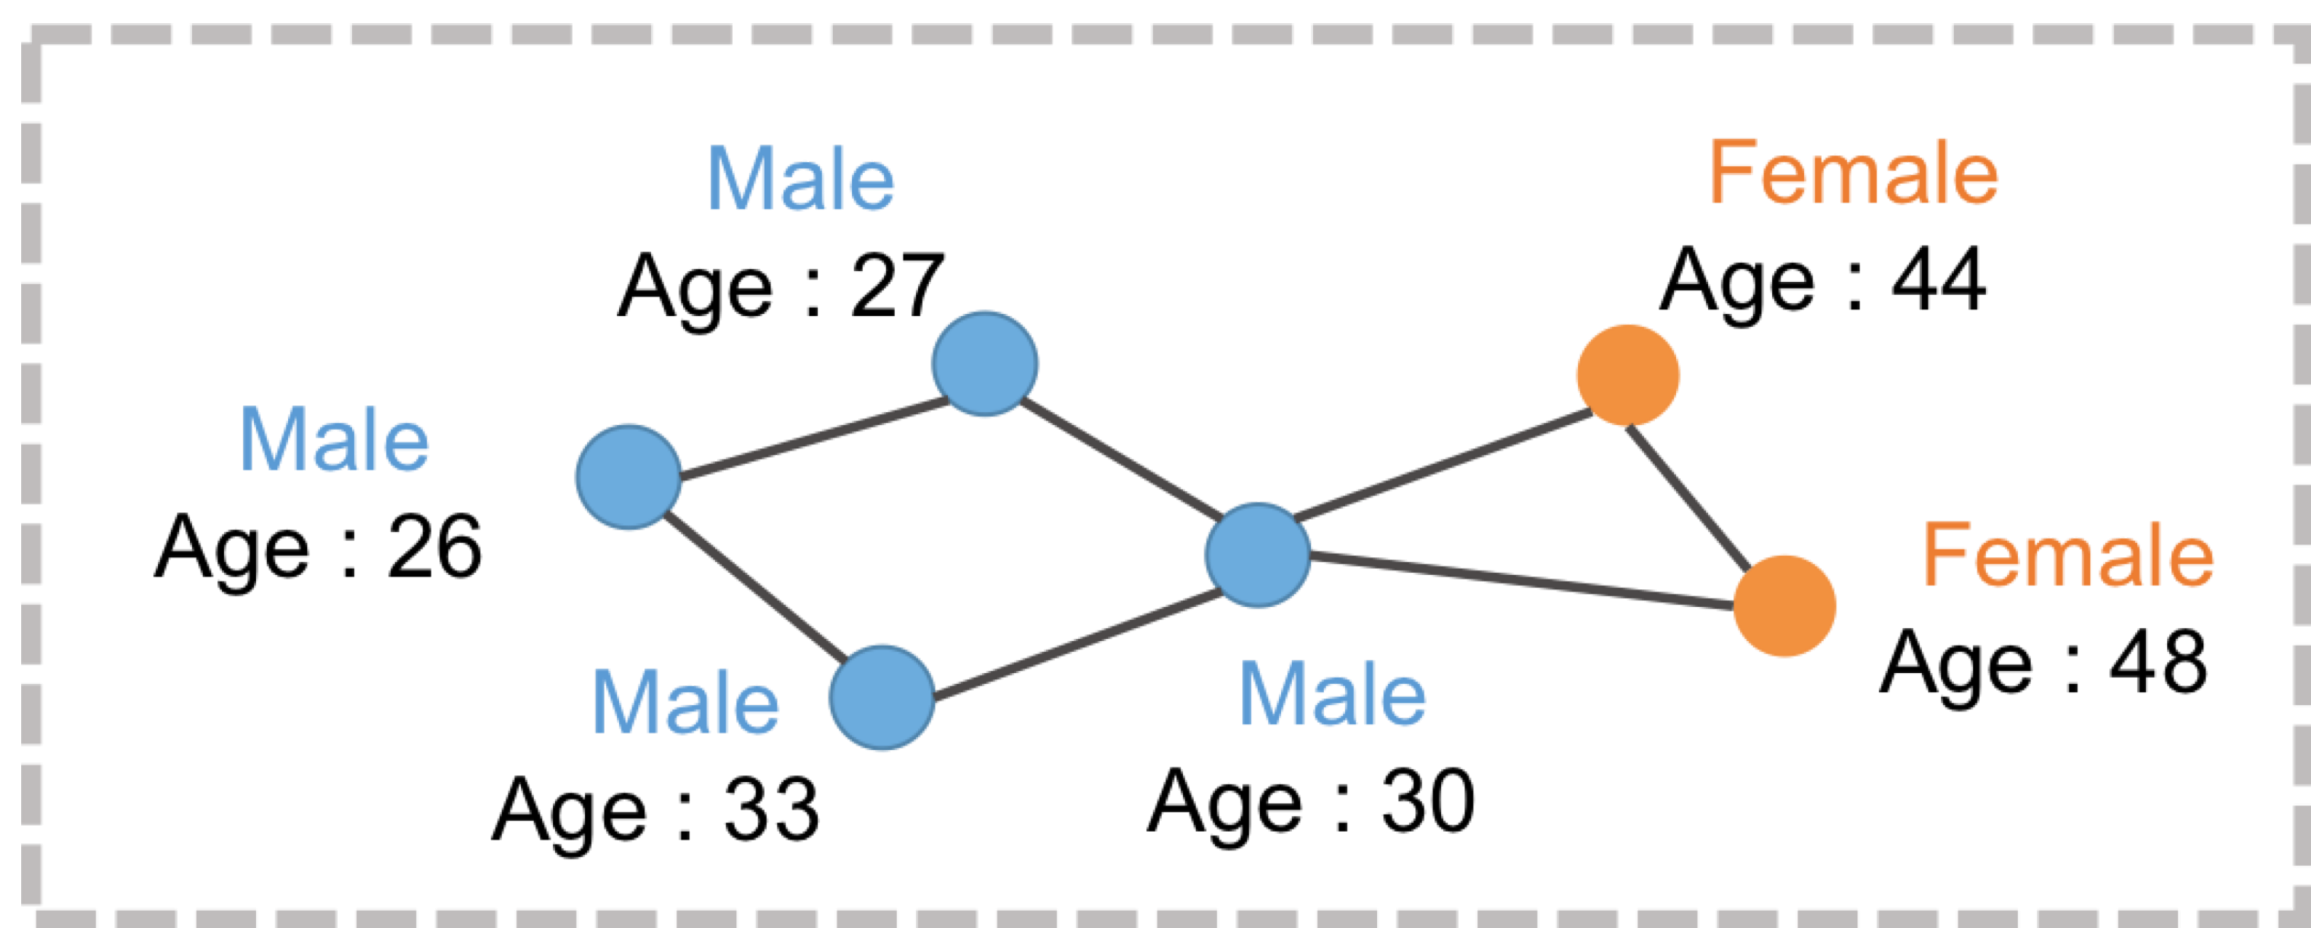 Male
Age : 27
Female
Age : 44
Male
Age : 26
Female
Age : 48
Male
Age : 33
Male
Age : 30